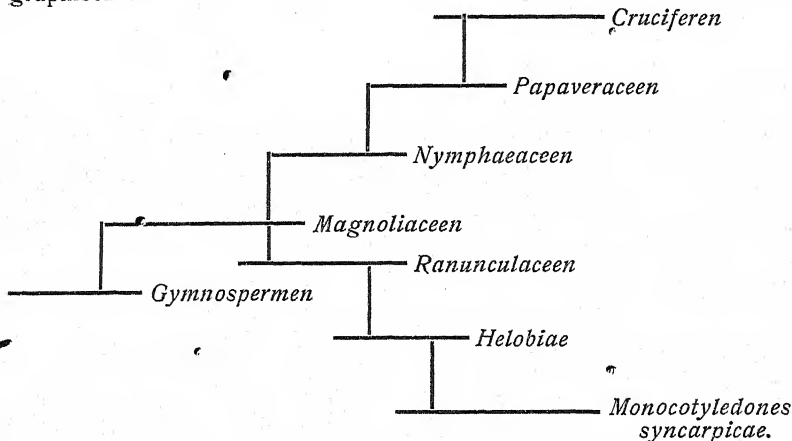 Cruciferen
Papaveraceen
Nymphaeaceen
Magnoliaceen
Ranunculaceen
Gymnospermen
Helobiae
Monocotyledones
syncarpicae.